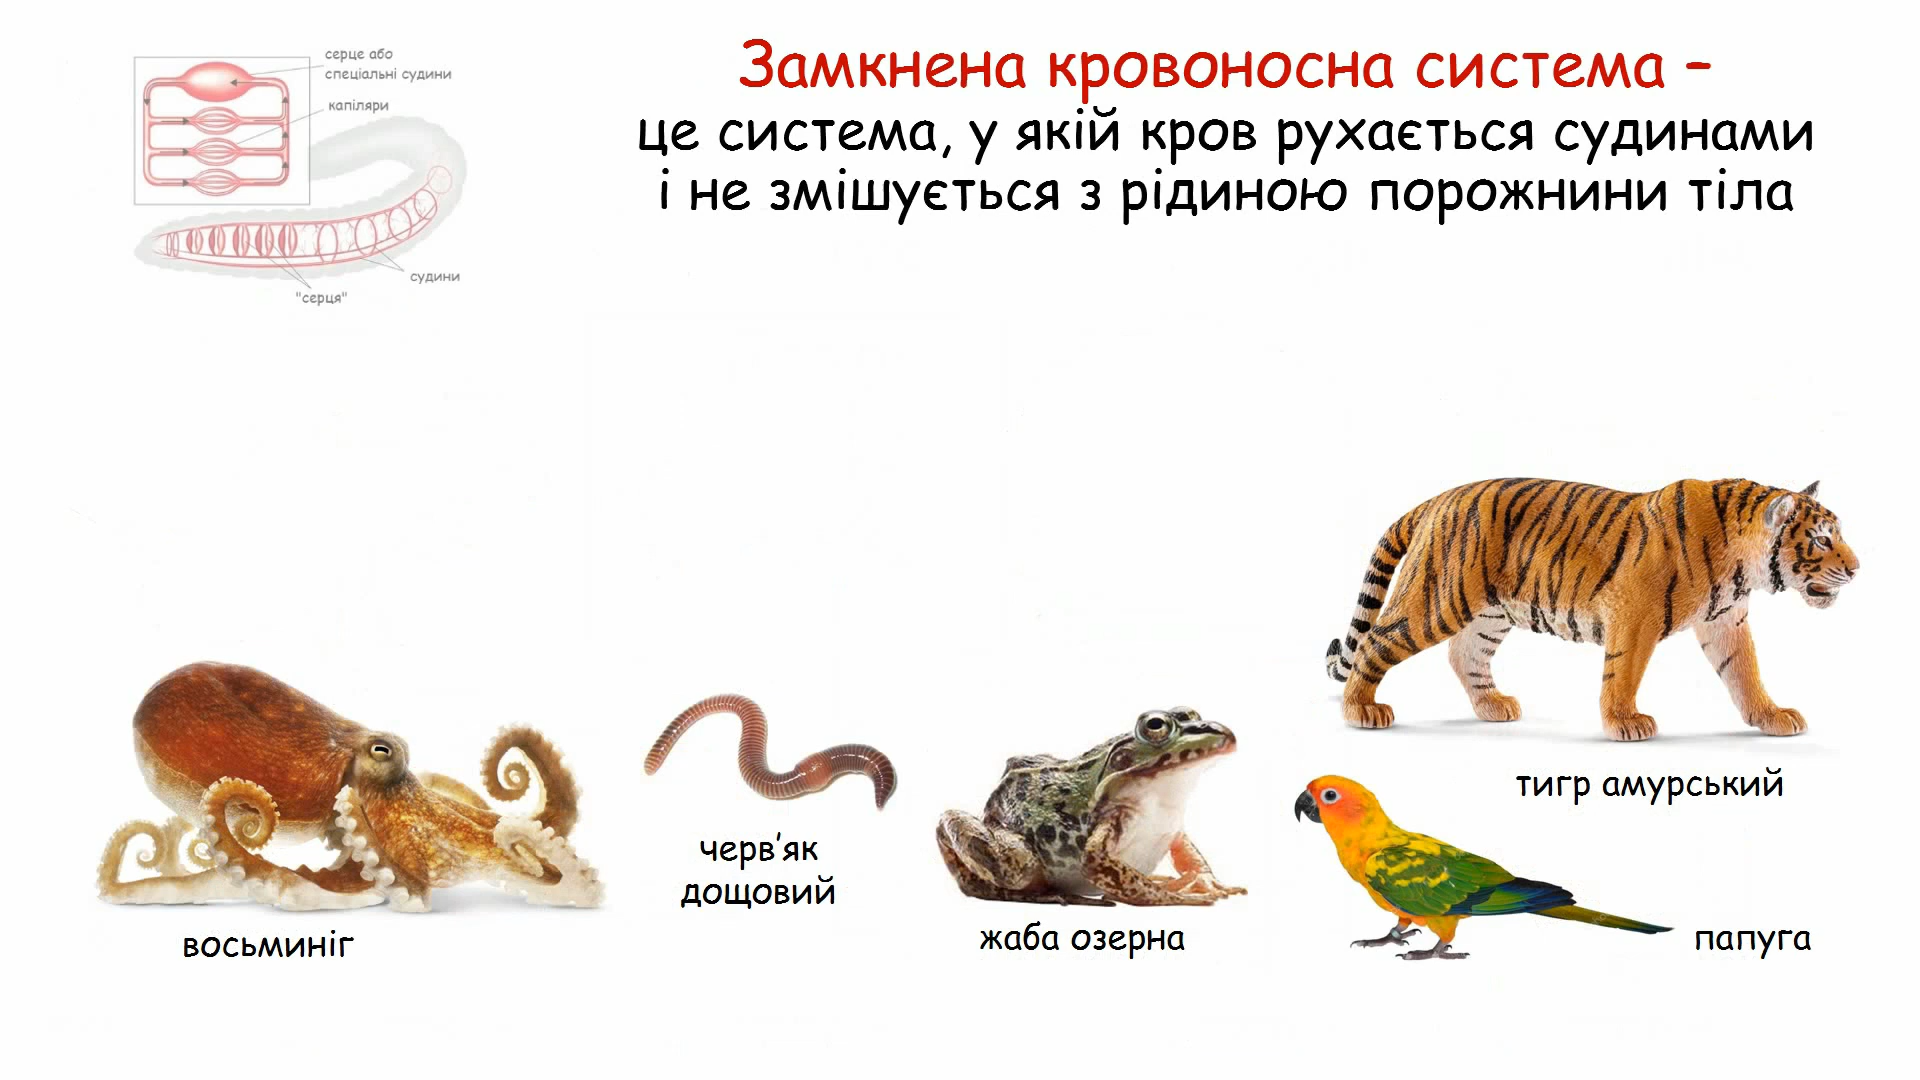 серце або
спеціальні судини
капіляри
судини
"серця"
Замкнена кровоносна система –
це система, у якій кров рухається судинами
і не змішується з рідиною порожнини тіла
восьминіг
черв’як
дощовий
жаба озерна
тигр амурський
папуга